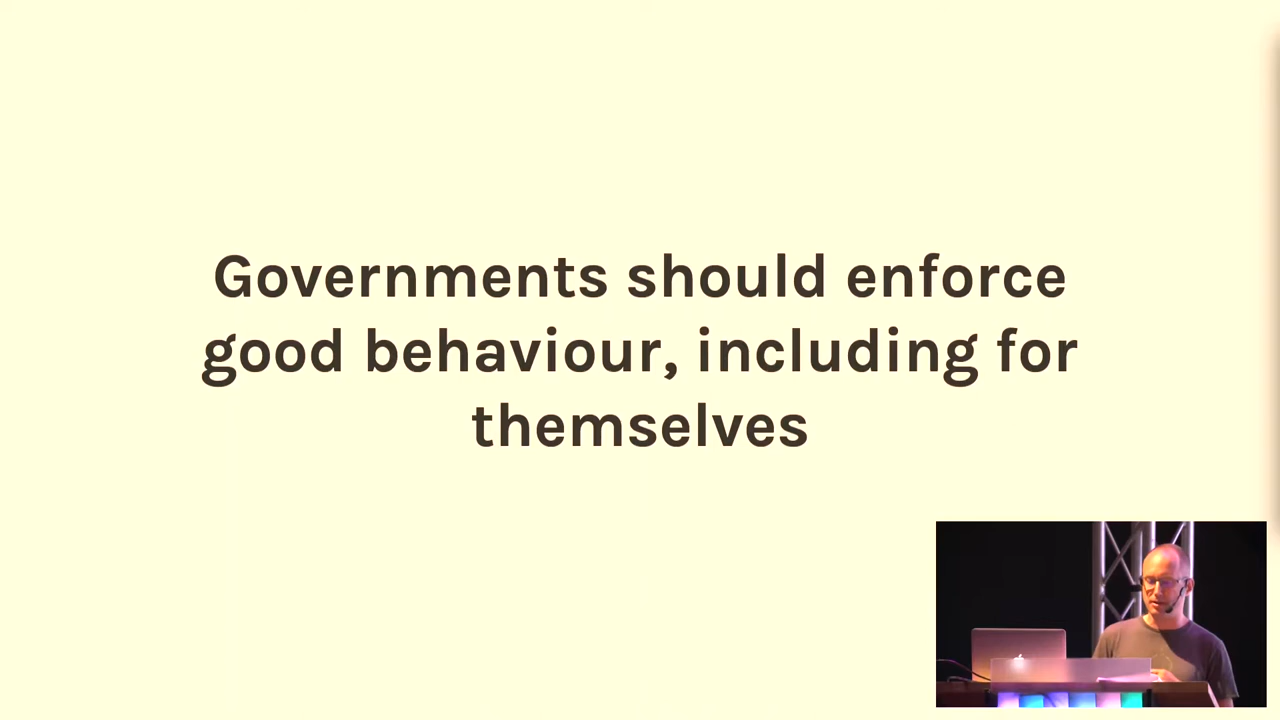 Governments should enforce
good behaviour, including for
themselves